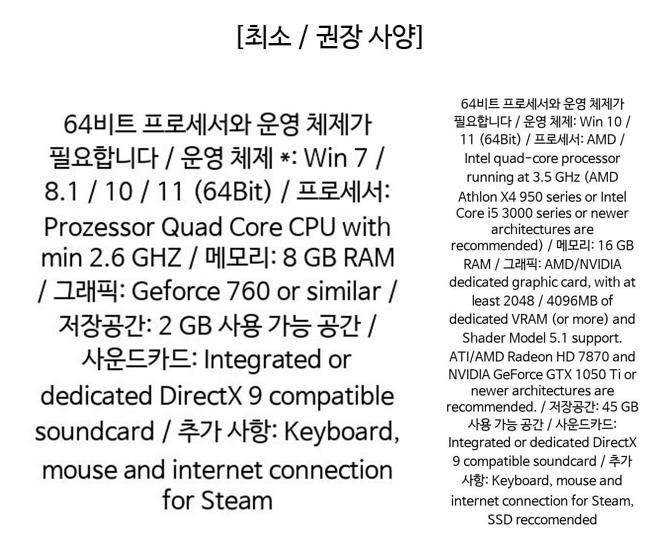 [최소 / 권장 사양]
64비트 프로세서와 운영 체제가
필요합니다 / 운영 체제 *: Win 7 /
8.1 / 10 / 11 (64Bit) / 프로세서:
Prozessor Quad Core CPU with
min 2.6 GHZ / 메모리: 8 GB RAM
/ 그래픽: Geforce 760 or similar /
저장공간: 2 GB 사용 가능 공간 /
사운드카드: Integrated or
dedicated DirectX 9 compatible
soundcard / 추가 사항: Keyboard,
mouse and internet connection
for Steam
64비트 프로세서와 운영 체제가
필요합니다 / 운영 체제: Win 10 /
11 (64Bit) / 프로세서: AMD /
Intel quad-core processor
running at 3.5 GHz (AMD
Athlon X4 950 series or Intel
Core i5 3000 series or newer
architectures are
recommended) / 메모리: 16 GB
RAM / 그래픽: AMD/NVIDIA
dedicated graphic card, with at
least 2048 / 4096MB of
dedicated VRAM (or more) and
Shader Model 5.1 support.
ATI/AMD Radeon HD 7870 and
NVIDIA GeForce GTX 1050 Ti or
newer architectures are
recommended. / 저장공간: 45 GB
사용 가능 공간 / 사운드카드:
Integrated or dedicated DirectX
9 compatible soundcard / 추가
사항: Keyboard, mouse and
internet connection for Steam,
SSD reccomended